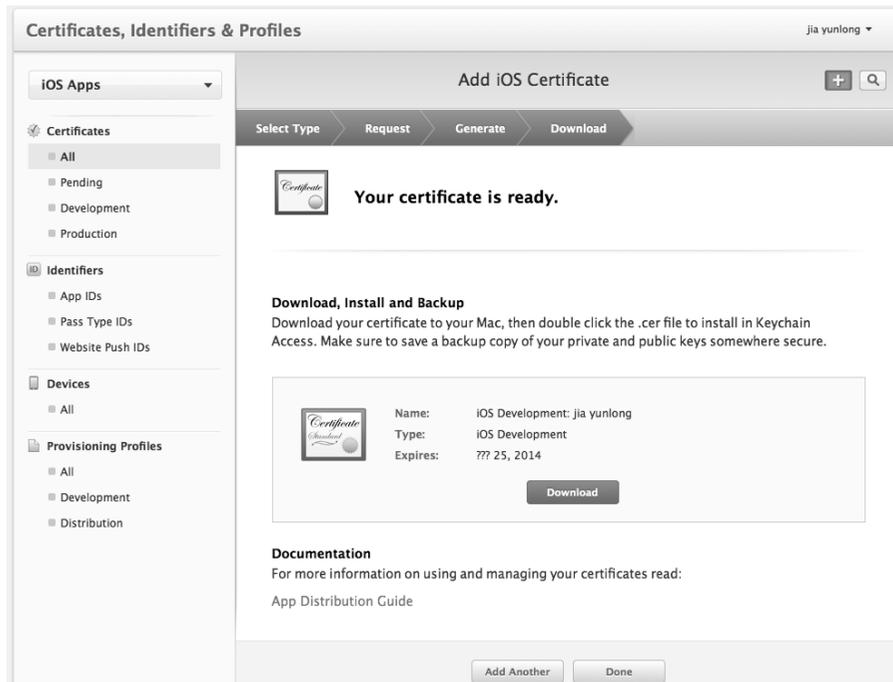 Certificates, Identifiers & Profiles
jia yunlong
iOS Apps
Add iOS Certificate
Certificates
All
Pending
Development
Production
Identifiers
App IDs
Pass Type IDs
Website Push IDs
Devices
All
Provisioning Profiles
All
Development
Distribution
Select Type
Request
Generate
Download
Certificate
Your certificate is ready.
Download, Install and Backup
Download your certificate to your Mac, then double click the .cer file to install in Keychain
Access. Make sure to save a backup copy of your private and public keys somewhere secure.
Certificate
Standard
Name: iOS Development: jia yunlong
Type: iOS Development
Expires: ??? 25, 2014
Download
Documentation
For more information on using and managing your certificates read:
App Distribution Guide
Add Another
Done